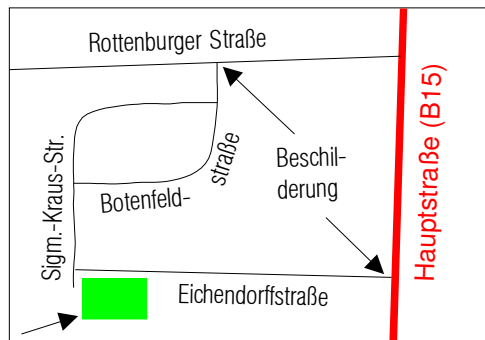 Rottenburger Straße
Hauptstraße (B15)
Sigm.-Kraus-Str.
Botenfeld-
straße
Beschil-
derung
Eichendorffstraße